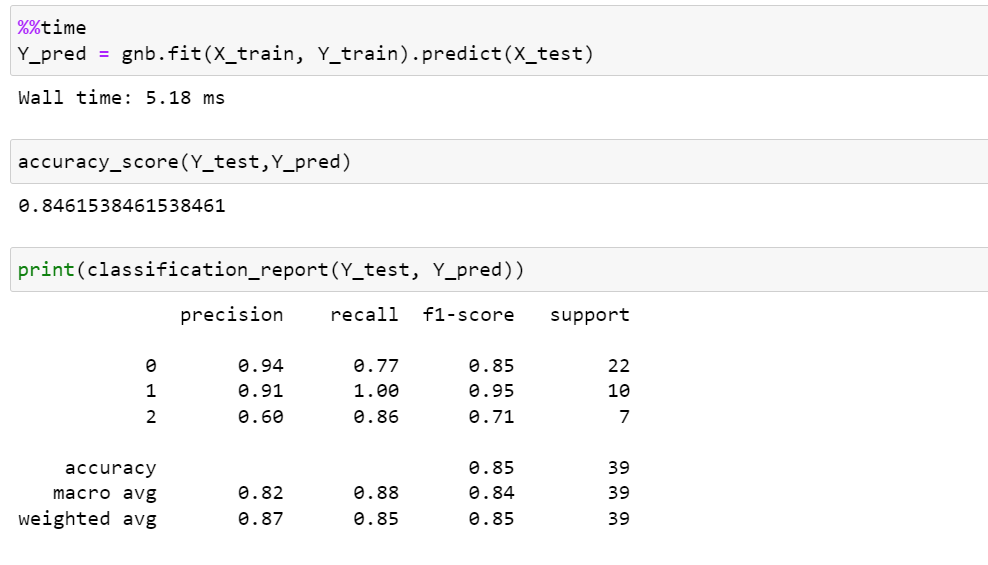 %%time
Y_pred = gnb.fit(X_train, Y_train).predict(X_test)
Wall time: 5.18 ms
accuracy_score(Y_test,Y_pred)
0.8461538461538461
print(classification_report(Y_test, Y_pred))
precision recall f1-score support
0 0.94 0.77 0.85 22
1 0.91 1.00 0.95 10
2 0.60 0.86 0.71 7
accuracy 0.85 39
macro avg 0.82 0.88 0.84 39
weighted avg 0.87 0.85 0.85 39